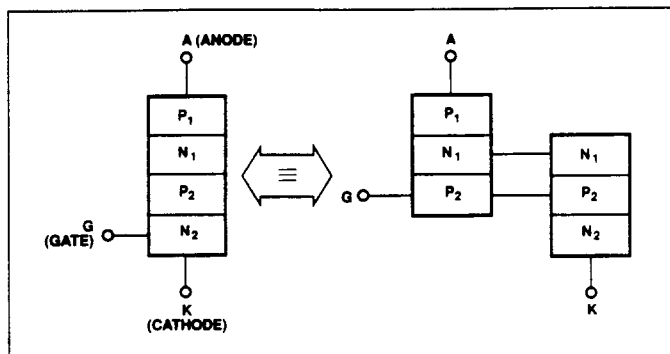 A (ANODE)
P1
N1
P2
N2
G
(GATE)
K
(CATHODE)
≡
A
P1
N1
P2
G
N1
P2
N2
K